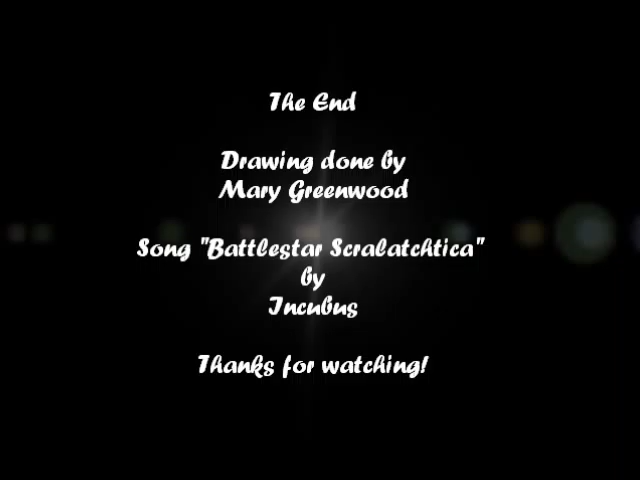 The End
Drawing done by
Mary Greenwood
Song "Battlestar Scralatchtica"
by
Incubus
Thanks for watching!